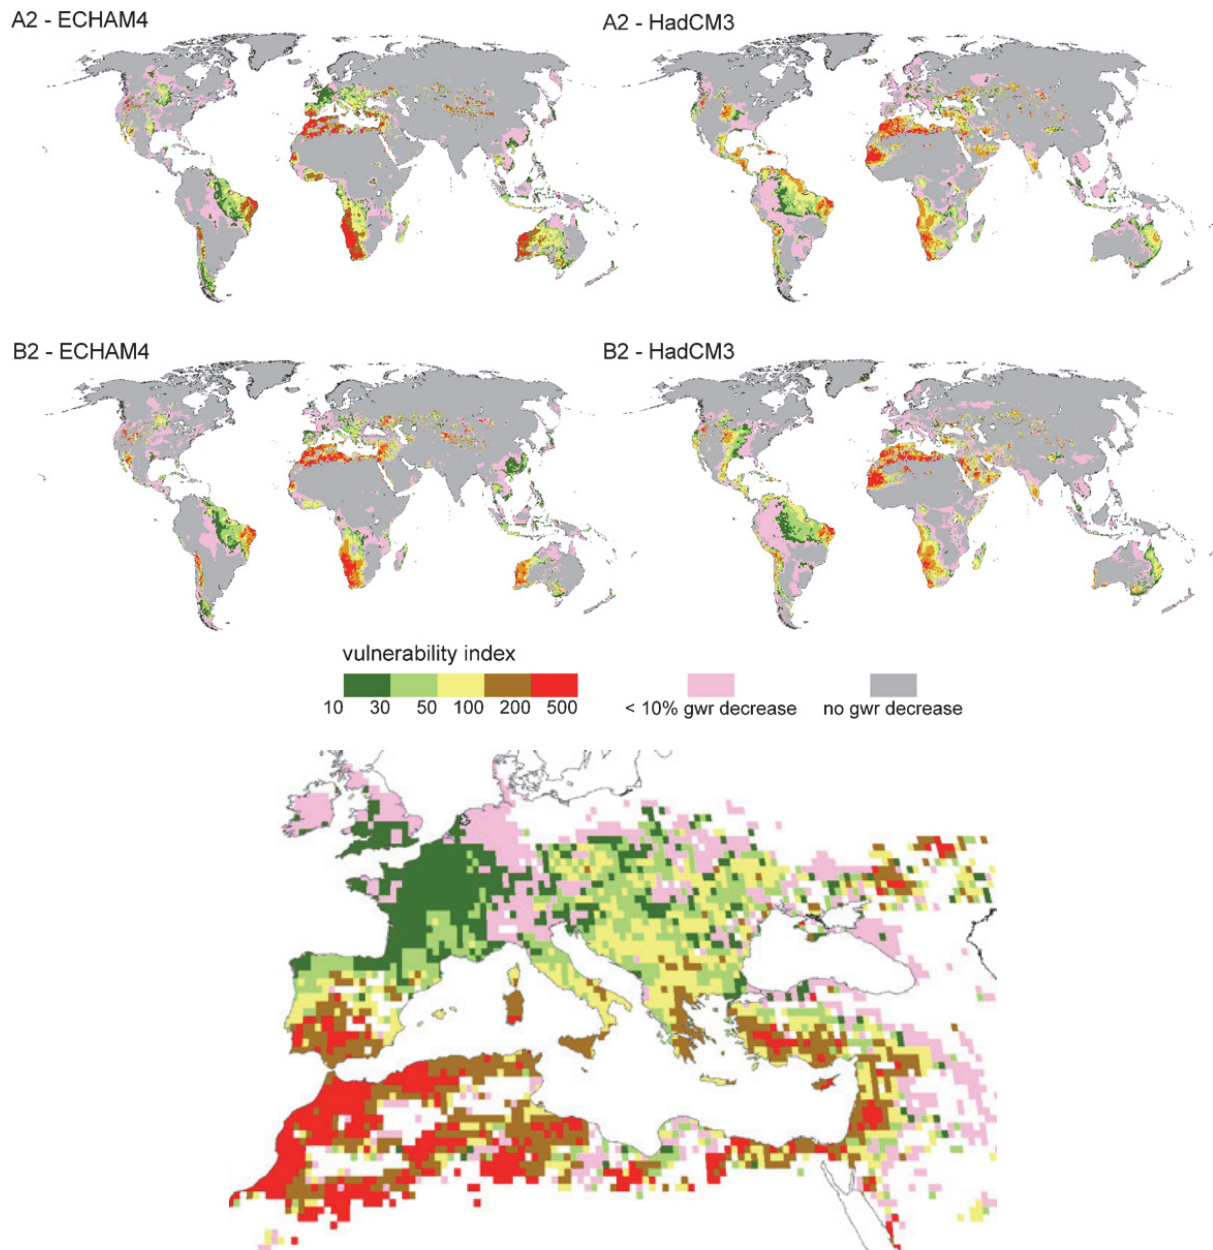 A2 - ECHAM4
A2 - HadCM3
B2 - ECHAM4
B2 - HadCM3
vulnerability index
10 30 50 100 200 500
< 10% gwr decrease
no gwr decrease